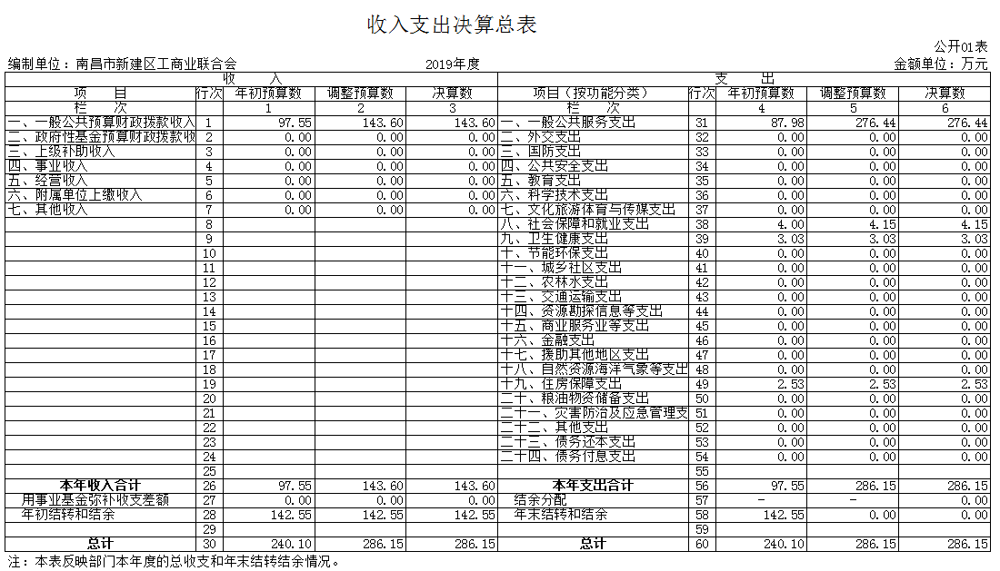 收入支出决算总表
公开01表
编制单位：南昌市新建区工商业联合会 2019年度 金额单位：万元
收 入 支 出
项 目 行次 年初预算数 调整预算数 决算数 项目（按功能分类） 行次 年初预算数 调整预算数 决算数
栏 次 1 2 3 栏 次 4 5 6
一、一般公共预算财政拨款收入 1 97.55 143.60 143.60 一、一般公共服务支出 31 87.98 276.44 276.44
二、政府性基金预算财政拨款收 2 0.00 0.00 0.00 二、外交支出 32 0.00 0.00 0.00
三、上级补助收入 3 0.00 0.00 0.00 三、国防支出 33 0.00 0.00 0.00
四、事业收入 4 0.00 0.00 0.00 四、公共安全支出 34 0.00 0.00 0.00
五、经营收入 5 0.00 0.00 0.00 五、教育支出 35 0.00 0.00 0.00
六、附属单位上缴收入 6 0.00 0.00 0.00 六、科学技术支出 36 0.00 0.00 0.00
七、其他收入 7 0.00 0.00 0.00 七、文化旅游体育与传媒支出 37 0.00 0.00 0.00
8 八、社会保障和就业支出 38 4.00 4.15 4.15
9 九、卫生健康支出 39 3.03 3.03 3.03
10 十、节能环保支出 40 0.00 0.00 0.00
11 十一、城乡社区支出 41 0.00 0.00 0.00
12 十二、农林水支出 42 0.00 0.00 0.00
13 十三、交通运输支出 43 0.00 0.00 0.00
14 十四、资源勘探信息等支出 44 0.00 0.00 0.00
15 十五、商业服务业等支出 45 0.00 0.00 0.00
16 十六、金融支出 46 0.00 0.00 0.00
17 十七、援助其他地区支出 47 0.00 0.00 0.00
18 十八、自然资源海洋气象等支出 48 0.00 0.00 0.00
19 十九、住房保障支出 49 2.53 2.53 2.53
20 二十、粮油物资储备支出 50 0.00 0.00 0.00
21 二十一、灾害防治及应急管理支 51 0.00 0.00 0.00
22 二十二、其他支出 52 0.00 0.00 0.00
23 二十三、债务还本支出 53 0.00 0.00 0.00
24 二十四、债务付息支出 54 0.00 0.00 0.00
25 55
本年收入合计 26 97.55 143.60 143.60 本年支出合计 56 97.55 286.15 286.15
用事业基金弥补收支差额 27 0.00 0.00 0.00 结余分配 57 － － 0.00
年初结转和结余 28 142.55 142.55 142.55 年末结转和结余 58 142.55 0.00 0.00
29 59
总计 30 240.10 286.15 286.15 总计 60 240.10 286.15 286.15
注：本表反映部门本年度的总收支和年末结转结余情况。